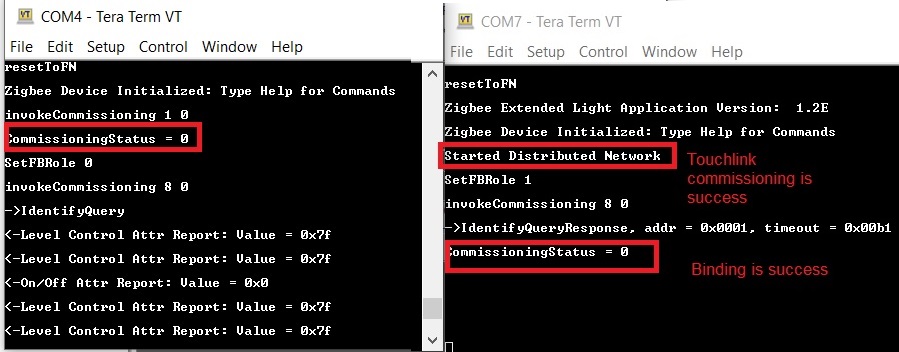 COM4 - Tera Term VT
File Edit Setup Control Window Help
resetToFN
Zigbee Device Initialized: Type Help for Commands
invokeCommissioning 1 0
CommissioningStatus = 0
SetFBRole 0
invokeCommissioning 8 0
->IdentifyQuery
<-Level Control Attr Report: Value = 0x7f
<-Level Control Attr Report: Value = 0x7f
<-On/Off Attr Report: Value = 0x0
<-Level Control Attr Report: Value = 0x7f
<-Level Control Attr Report: Value = 0x7f
COM7 - Tera Term VT
File Edit Setup Control Window Help
resetToFN
Zigbee Extended Light Application Version: 1.2E
Zigbee Device Initialized: Type Help for Commands
Started Distributed Network
SetFBRole 1
invokeCommissioning 8 0
->IdentifyQueryResponse, addr = 0x0001, timeout = 0x00b1
CommissioningStatus = 0
Touchlink
commissioning is
success
Binding is success